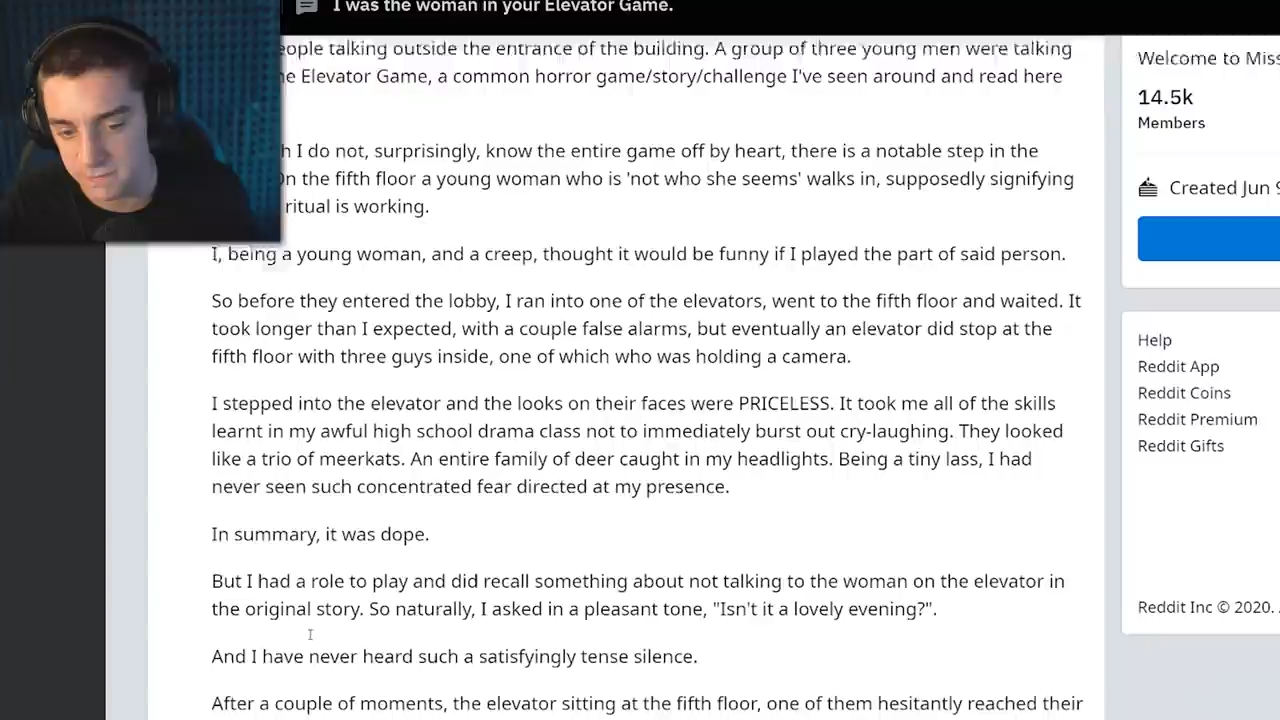 I was the woman in your Elevator Game.
ople talking outside the entrance of the building. A group of three young men were talking
e Elevator Game, a common horror game/story/challenge I've seen around and read here
h I do not, surprisingly, know the entire game off by heart, there is a notable step in the
On the fifth floor a young woman who is 'not who she seems' walks in, supposedly signifying
ritual is working.
I, being a young woman, and a creep, thought it would be funny if I played the part of said person.
So before they entered the lobby, I ran into one of the elevators, went to the fifth floor and waited. It
took longer than I expected, with a couple false alarms, but eventually an elevator did stop at the
fifth floor with three guys inside, one of which who was holding a camera.
I stepped into the elevator and the looks on their faces were PRICELESS. It took me all of the skills
learnt in my awful high school drama class not to immediately burst out cry-laughing. They looked
like a trio of meerkats. An entire family of deer caught in my headlights. Being a tiny lass, I had
never seen such concentrated fear directed at my presence.
In summary, it was dope.
But I had a role to play and did recall something about not talking to the woman on the elevator in
the original story. So naturally, I asked in a pleasant tone, "Isn't it a lovely evening?".
And I have never heard such a satisfyingly tense silence.
After a couple of moments, the elevator sitting at the fifth floor, one of them hesitantly reached their
Welcome to Miss
14.5k
Members
Created Jun 9
Help
Reddit App
Reddit Coins
Reddit Premium
Reddit Gifts
Reddit Inc © 2020.